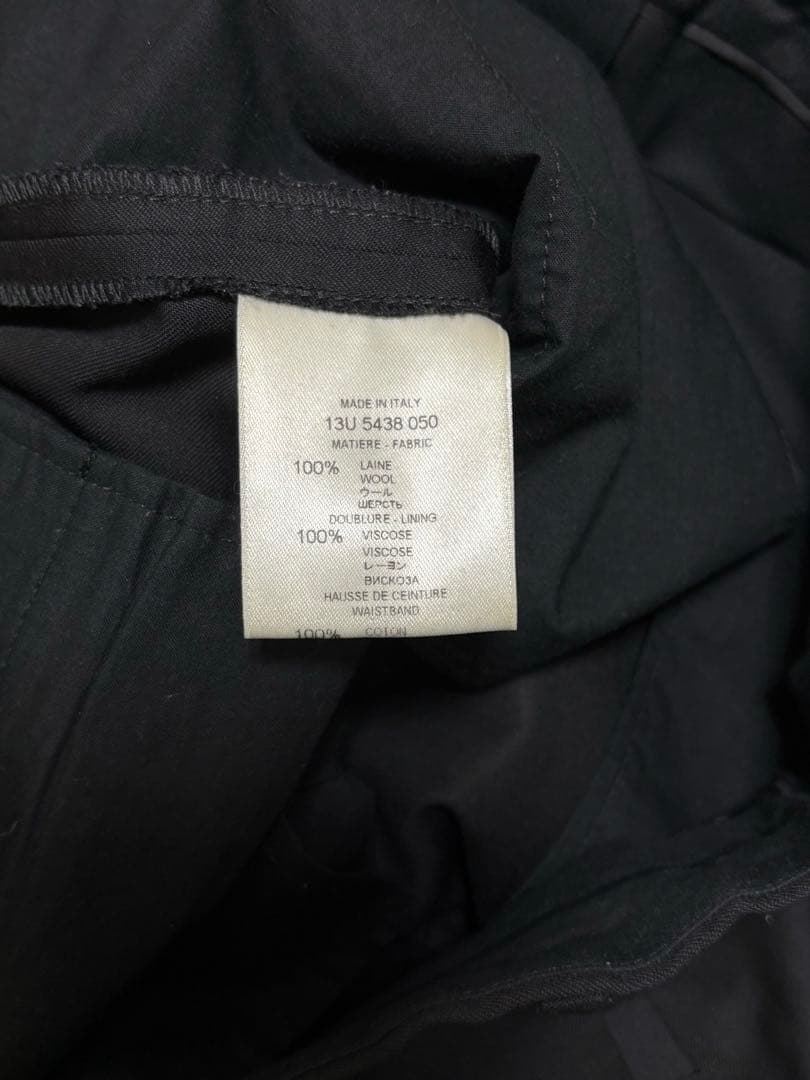 MADE IN ITALY
13U 5438 050
MATIERE - FABRIC
100% LAINE
WOOL
ウール
ШЕРСТЬ
DOUBLURE - LINING
100% VISCOSE
VISCOSE
レーヨン
ВИСКОЗА
HAUSSE DE CEINTURE
WAISTBAND
100% COTON